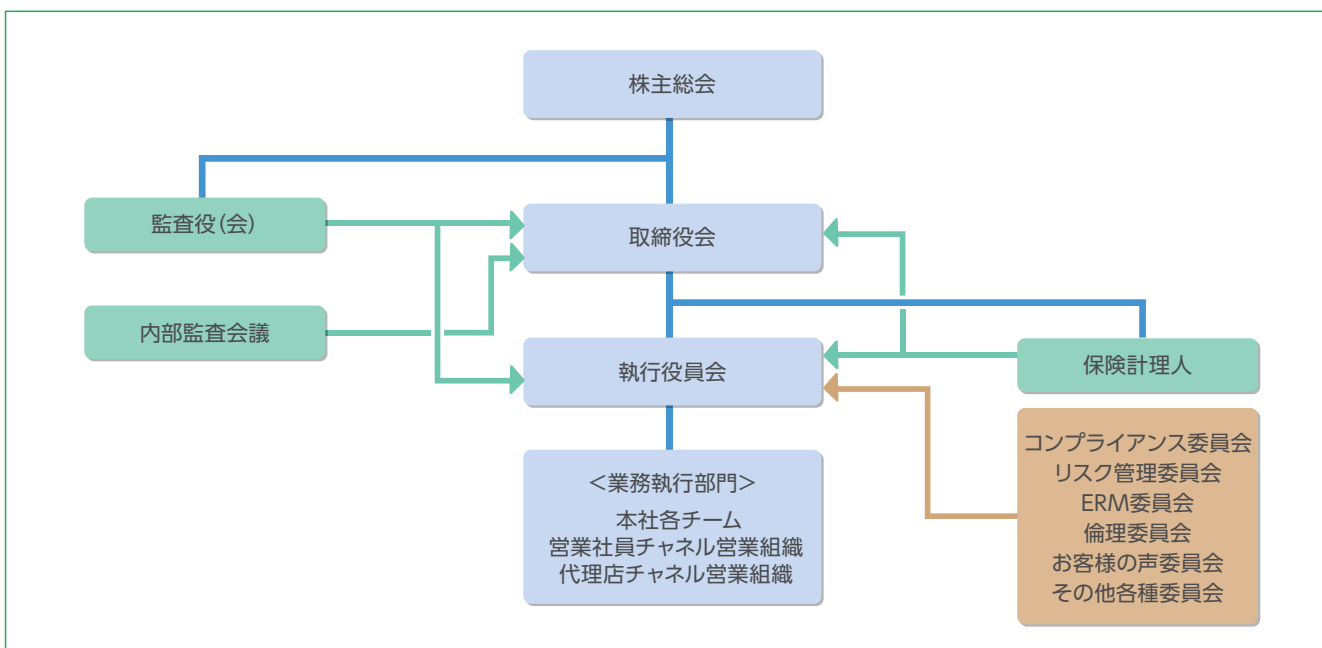 株主総会
監査役（会）
取締役会
内部監査会議
執行役員会
保険計理人
＜業務執行部門＞
本社各チーム
営業社員チャネル営業組織
代理店チャネル営業組織
コンプライアンス委員会
リスク管理委員会
ERM委員会
倫理委員会
お客様の声委員会
その他各種委員会